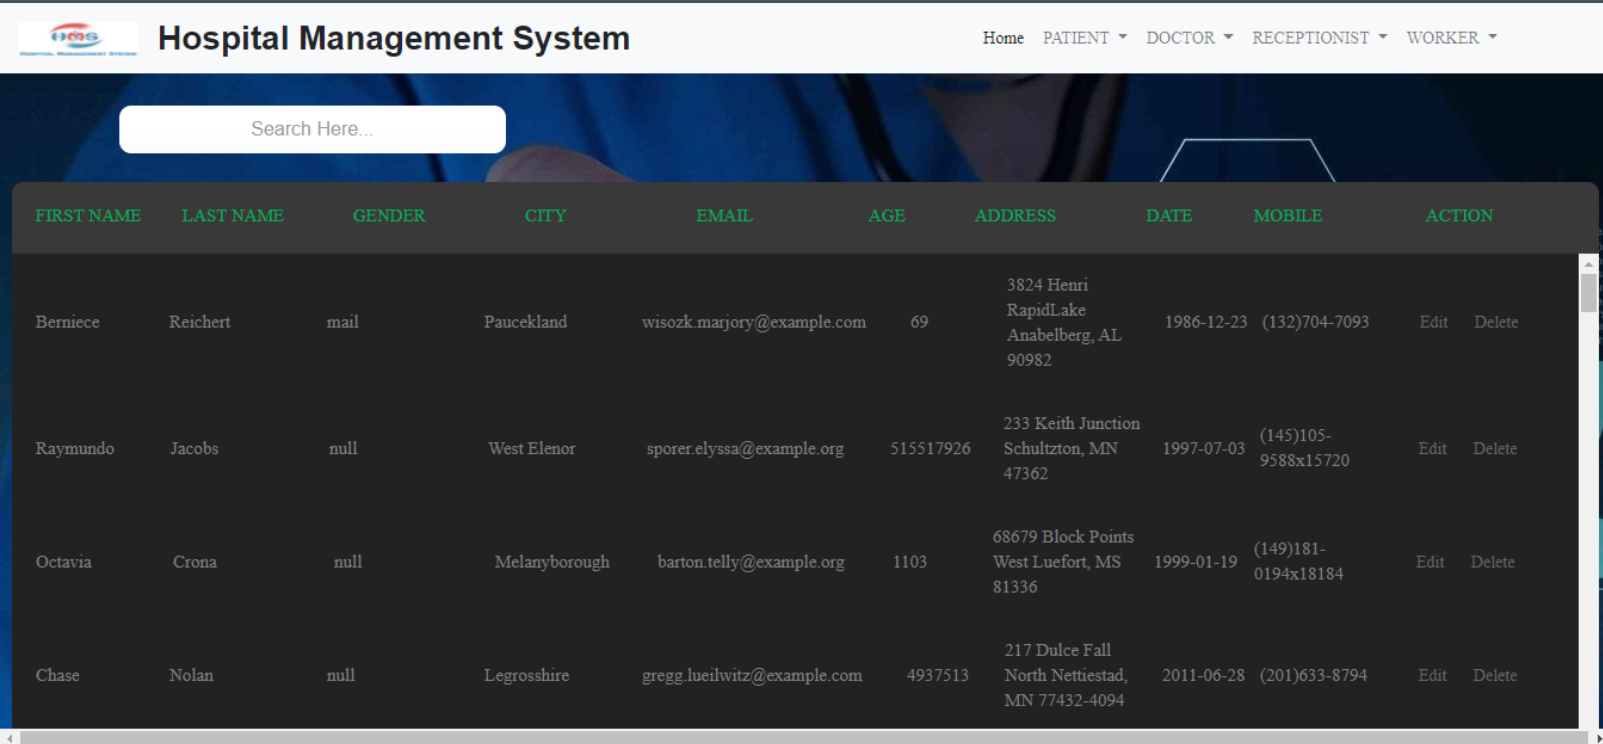 HMS
HOSPITAL MANAGEMENT SYSTEM
Hospital Management System
Home PATIENT DOCTOR RECEPTIONIST WORKER
Search Here...
FIRST NAME LAST NAME GENDER CITY EMAIL AGE ADDRESS DATE MOBILE ACTION
Berniece Reichert mail Paucekland wisozk.marjory@example.com 69 3824 Henri
RapidLake
Anabelberg, AL
90982 1986-12-23 (132)704-7093 Edit Delete
Raymundo Jacobs null West Elenor sporer.elyssa@example.org 515517926 233 Keith Junction
Schultzton, MN
47362 1997-07-03 (145)105-
9588x15720 Edit Delete
Octavia Crona null Melanyborough barton.telly@example.org 1103 68679 Block Points
West Luefort, MS
81336 1999-01-19 (149)181-
0194x18184 Edit Delete
Chase Nolan null Legrosshire gregg.lueilwitz@example.com 4937513 217 Dulce Fall
North Nettiestad,
MN 77432-4094 2011-06-28 (201)633-8794 Edit Delete